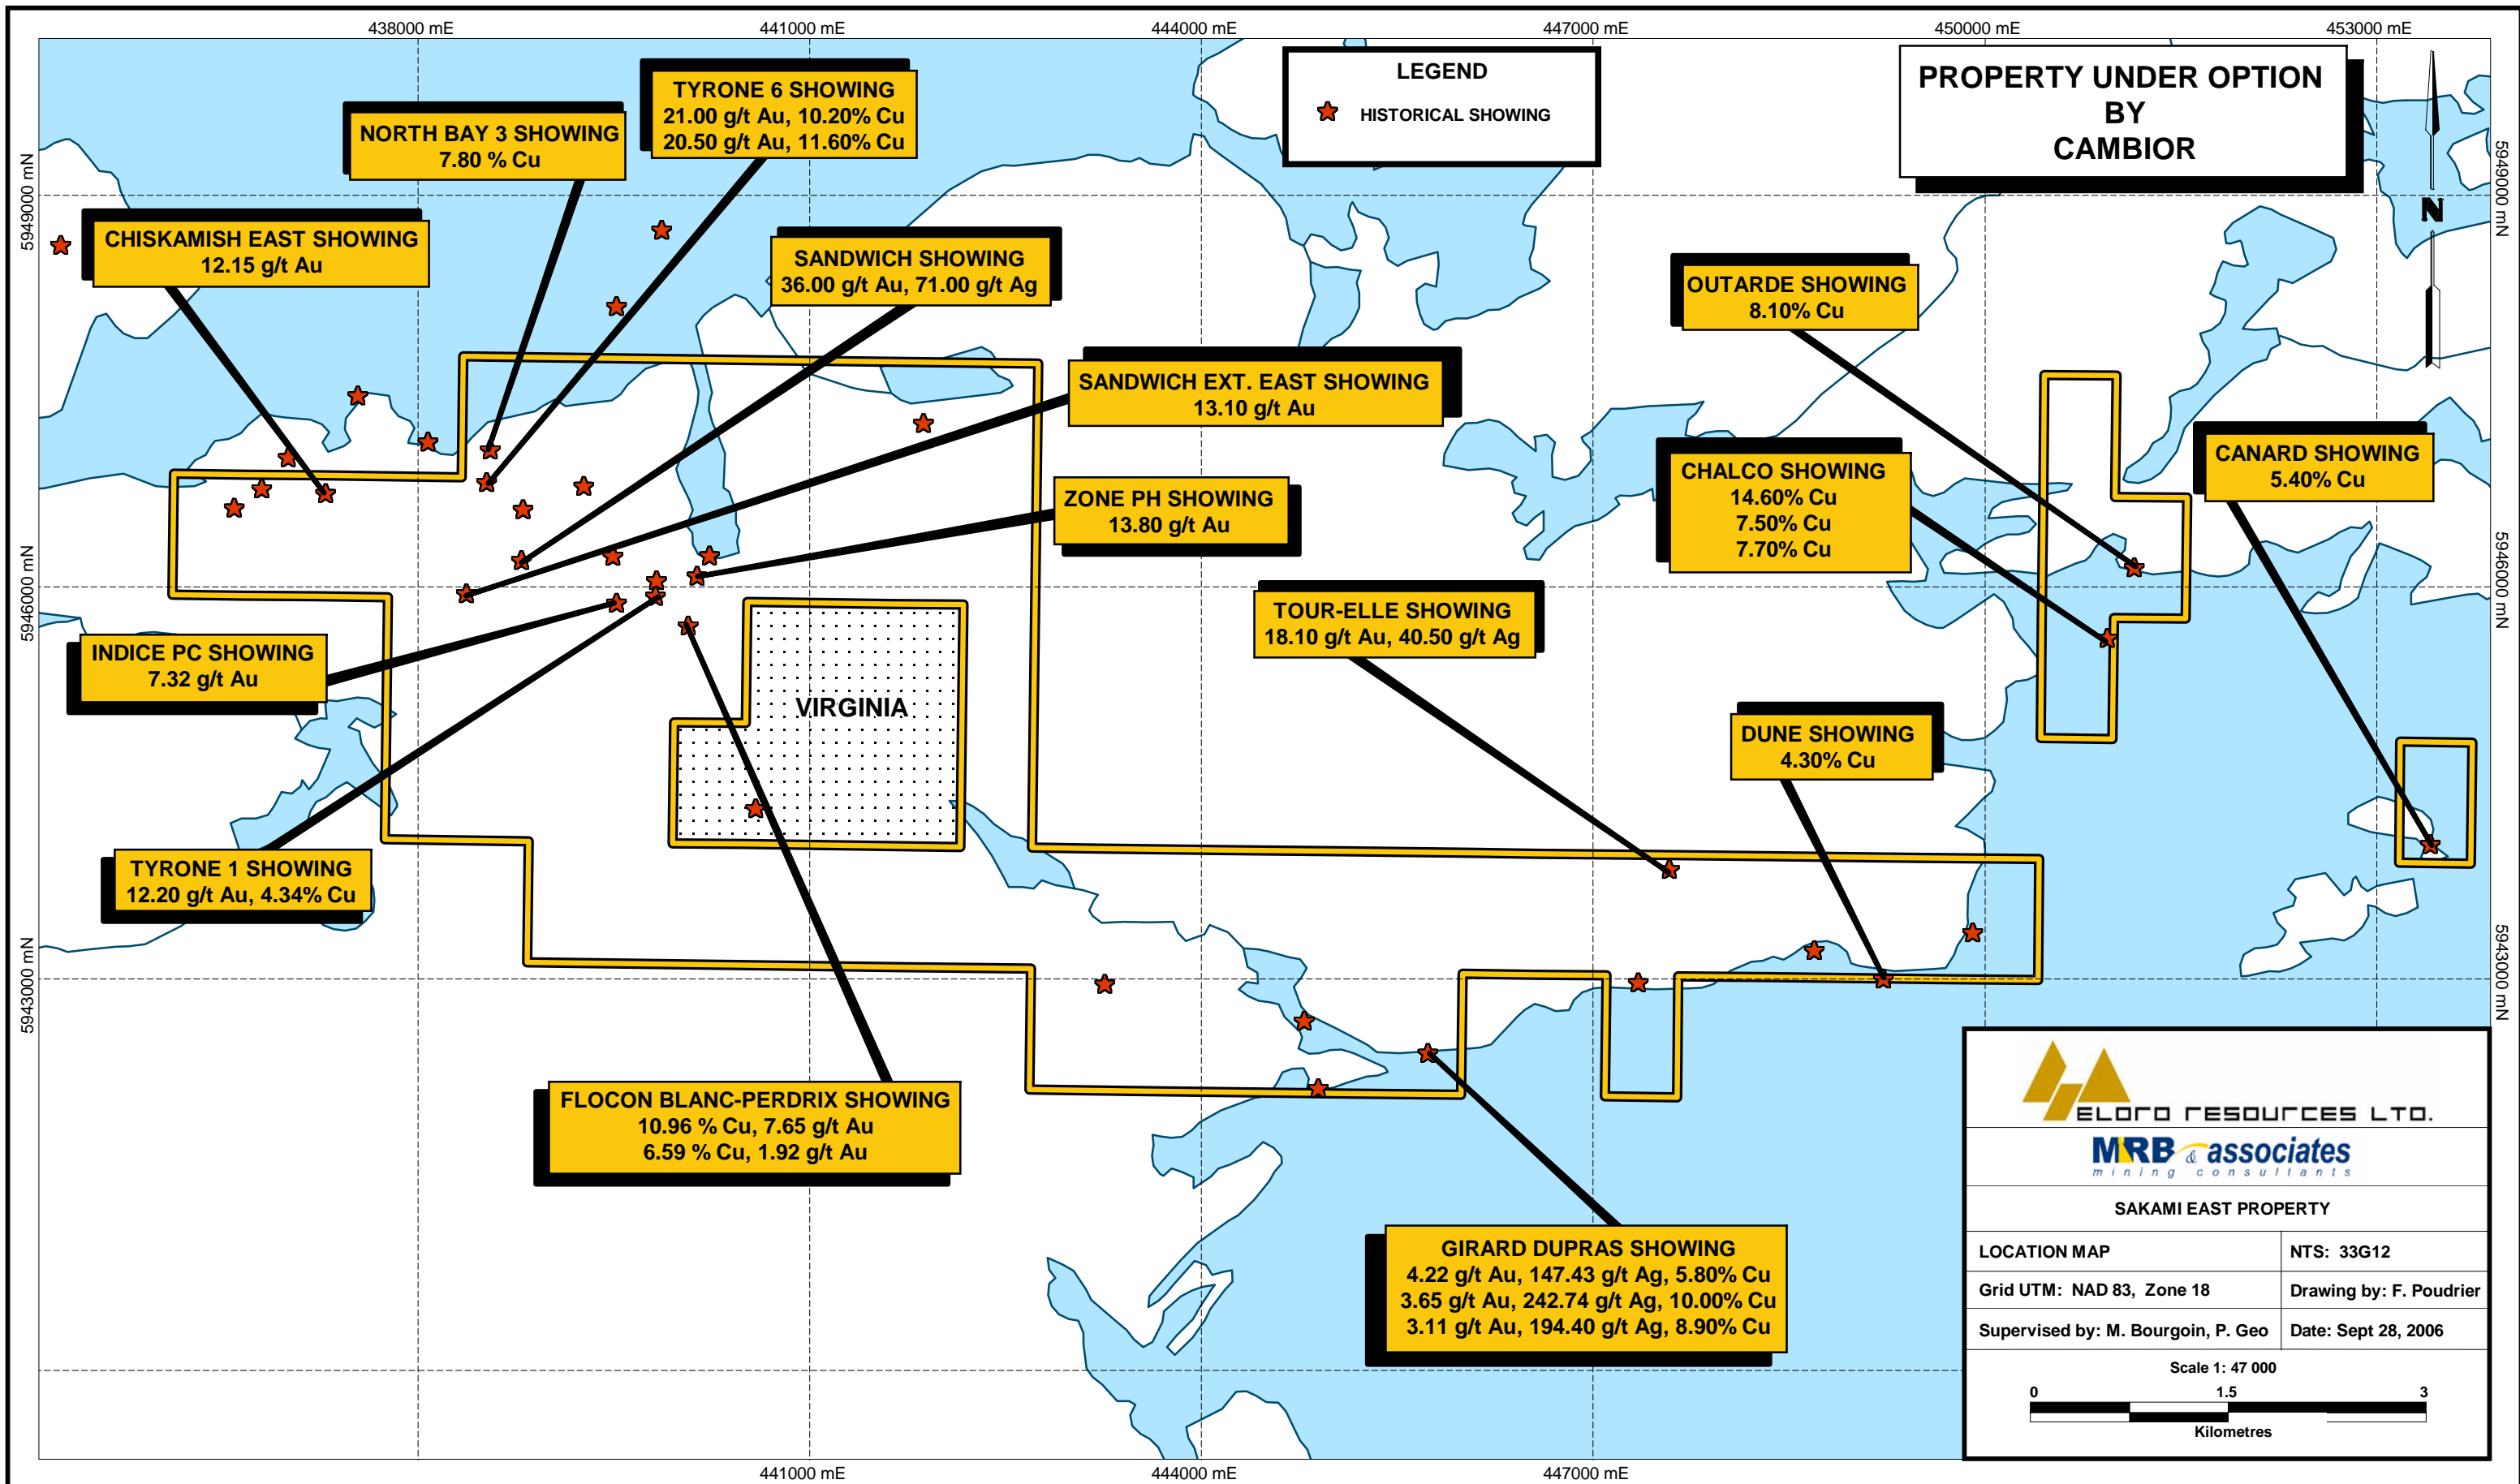 438000 mE
441000 mE
444000 mE
447000 mE
450000 mE
453000 mE
LEGEND
HISTORICAL SHOWING
PROPERTY UNDER OPTION
BY
CAMBIOR
N
TYRONE 6 SHOWING
21.00 g/t Au, 10.20% Cu
20.50 g/t Au, 11.60% Cu
NORTH BAY 3 SHOWING
7.80 % Cu
5949000 mN
5949000 mN
CHISKAMISH EAST SHOWING
12.15 g/t Au
SANDWICH SHOWING
36.00 g/t Au, 71.00 g/t Ag
OUTARDE SHOWING
8.10% Cu
SANDWICH EXT. EAST SHOWING
13.10 g/t Au
CANARD SHOWING
5.40% Cu
CHALCO SHOWING
14.60% Cu
7.50% Cu
7.70% Cu
ZONE PH SHOWING
13.80 g/t Au
5946000 mN
5946000 mN
TOUR-ELLE SHOWING
18.10 g/t Au, 40.50 g/t Ag
INDICE PC SHOWING
7.32 g/t Au
VIRGINIA
DUNE SHOWING
4.30% Cu
TYRONE 1 SHOWING
12.20 g/t Au, 4.34% Cu
5943000 mN
5943000 mN
FLOCON BLANC-PERDRIX SHOWING
10.96 % Cu, 7.65 g/t Au
6.59 % Cu, 1.92 g/t Au
GIRARD DUPRAS SHOWING
4.22 g/t Au, 147.43 g/t Ag, 5.80% Cu
3.65 g/t Au, 242.74 g/t Ag, 10.00% Cu
3.11 g/t Au, 194.40 g/t Ag, 8.90% Cu
ELORO RESOURCES LTD.
MRB & associates
mining consultants
SAKAMI EAST PROPERTY
LOCATION MAP
NTS: 33G12
Grid UTM: NAD 83, Zone 18
Drawing by: F. Poudrier
Supervised by: M. Bourgoin, P. Geo
Date: Sept 28, 2006
Scale 1: 47 000
0 1.5 3
Kilometres
441000 mE
444000 mE
447000 mE